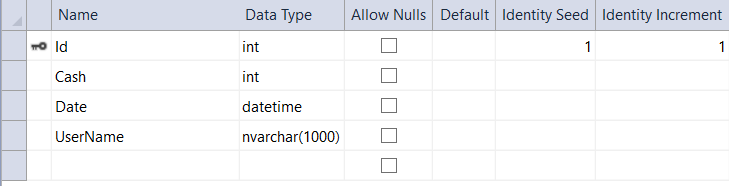 Name Data Type Allow Nulls Default Identity Seed Identity Increment
Id int 1 1
Cash int
Date datetime
UserName nvarchar(1000)